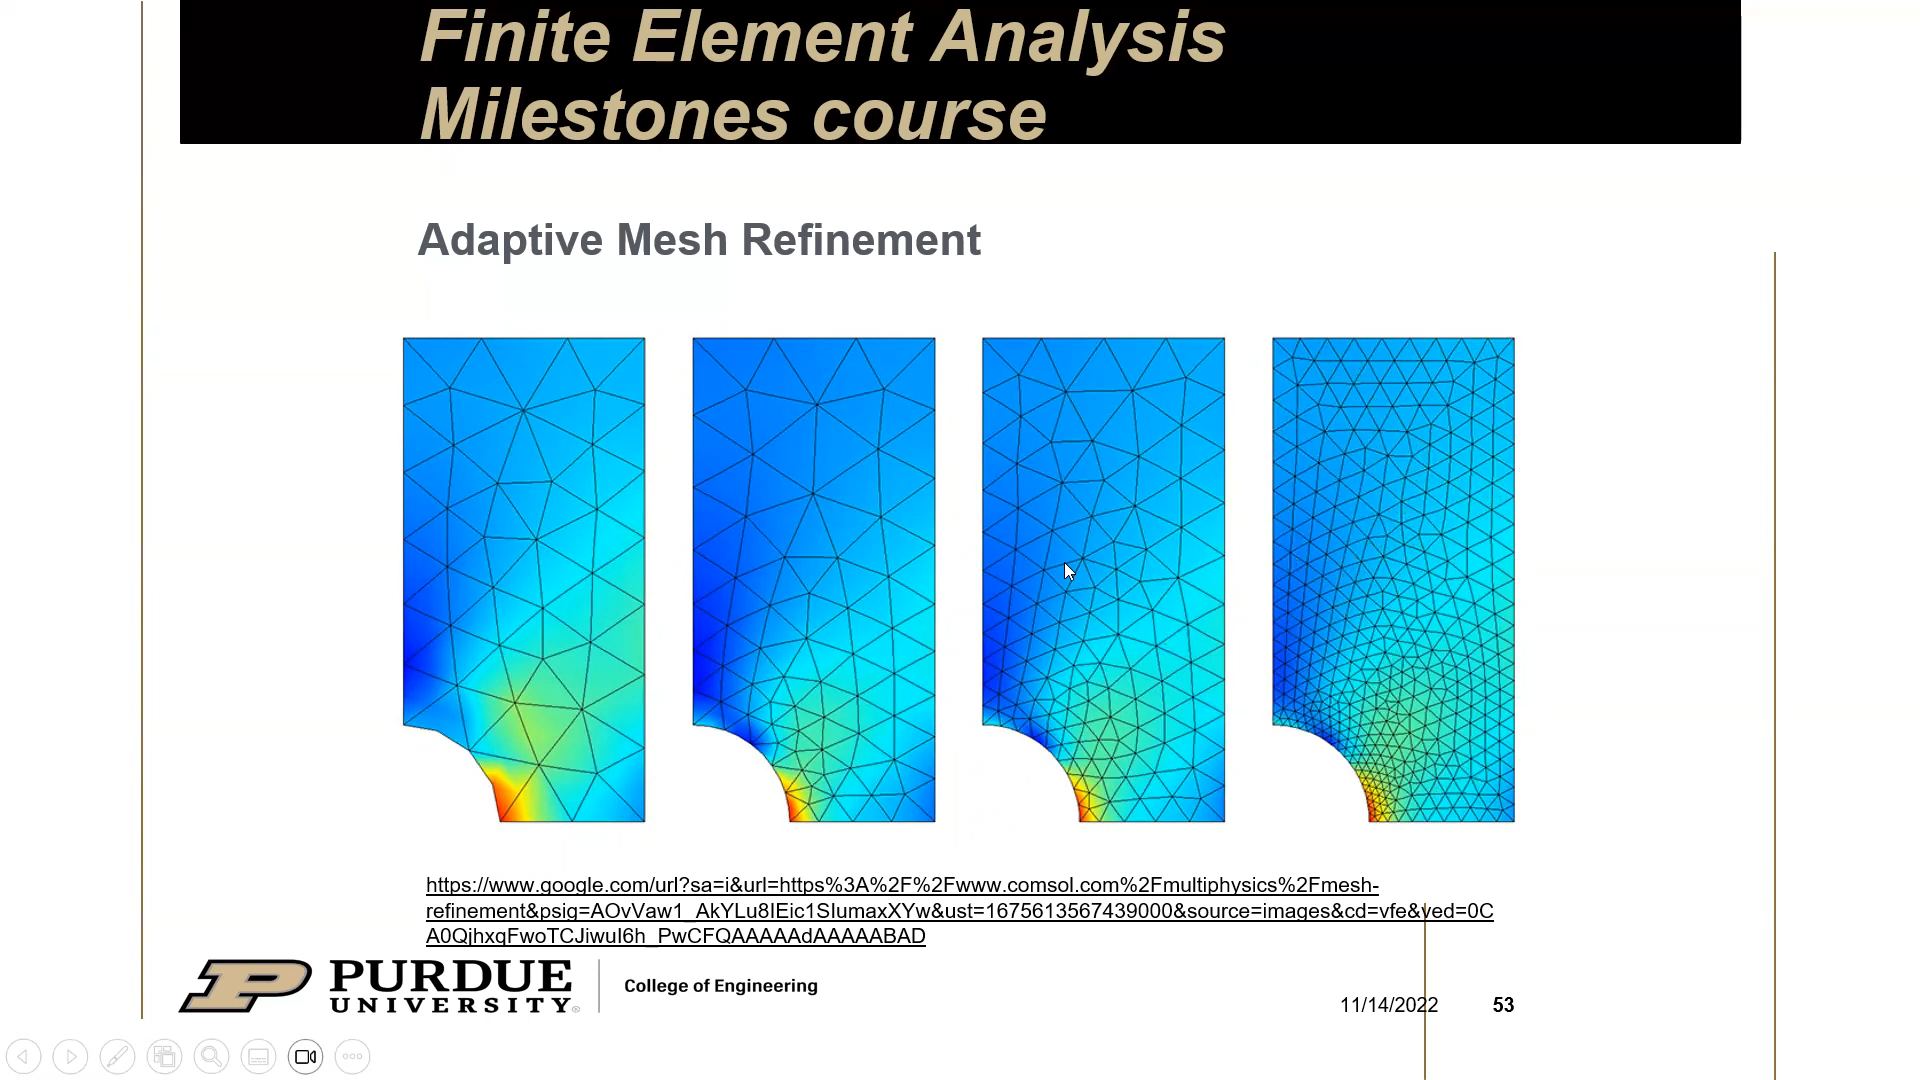 Finite Element Analysis
Milestones course
Adaptive Mesh Refinement
https://www.google.com/url?sa=i&url=https%3A%2F%2Fwww.comsol.com%2Fmultiphysics%2Fmesh-
refinement&psig=AOvVaw1_AkYLu8IEic1SIumaxXYw&ust=1675613567439000&source=images&cd=vfe&ved=0C
A0QjhxqFwoTCJiwuI6h_PwCFQAAAAAdAAAAABAD
PURDUE
UNIVERSITY®
College of Engineering
11/14/2022 53